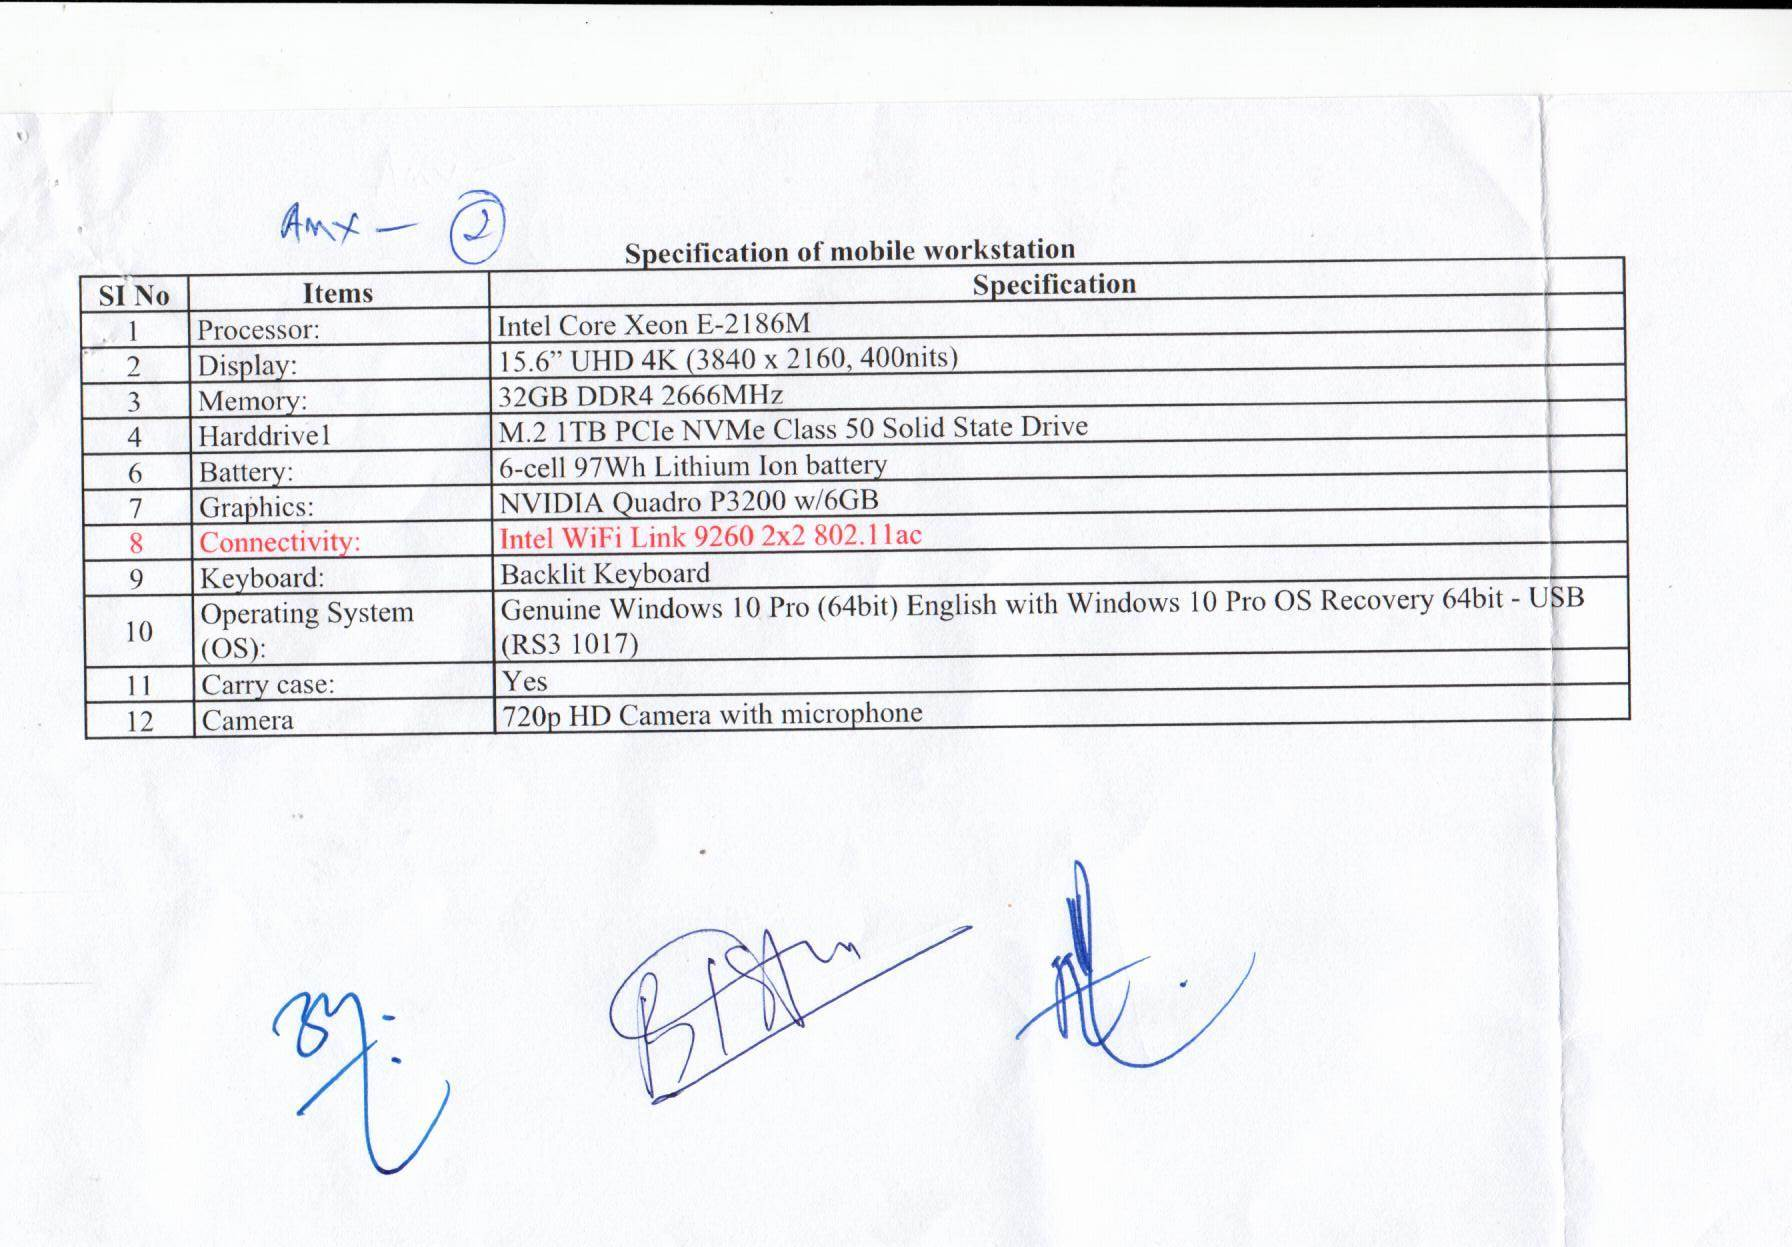 Anx - 2
Specification of mobile workstation
SI No Items Specification
1 Processor: Intel Core Xeon E-2186M
2 Display: 15.6” UHD 4K (3840 x 2160, 400nits)
3 Memory: 32GB DDR4 2666MHz
4 Harddrive1 M.2 1TB PCIe NVMe Class 50 Solid State Drive
6 Battery: 6-cell 97Wh Lithium Ion battery
7 Graphics: NVIDIA Quadro P3200 w/6GB
8 Connectivity: Intel WiFi Link 9260 2x2 802.11ac
9 Keyboard: Backlit Keyboard
10 Operating System (OS): Genuine Windows 10 Pro (64bit) English with Windows 10 Pro OS Recovery 64bit - USB
(RS3 1017)
11 Carry case: Yes
12 Camera 720p HD Camera with microphone